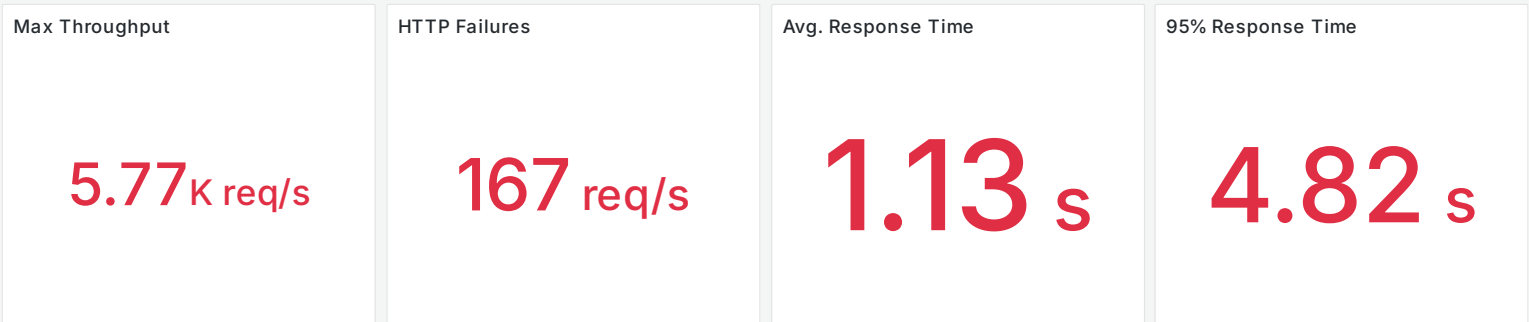 Max Throughput
5.77K req/s
HTTP Failures
167 req/s
Avg. Response Time
1.13 s
95% Response Time
4.82 s